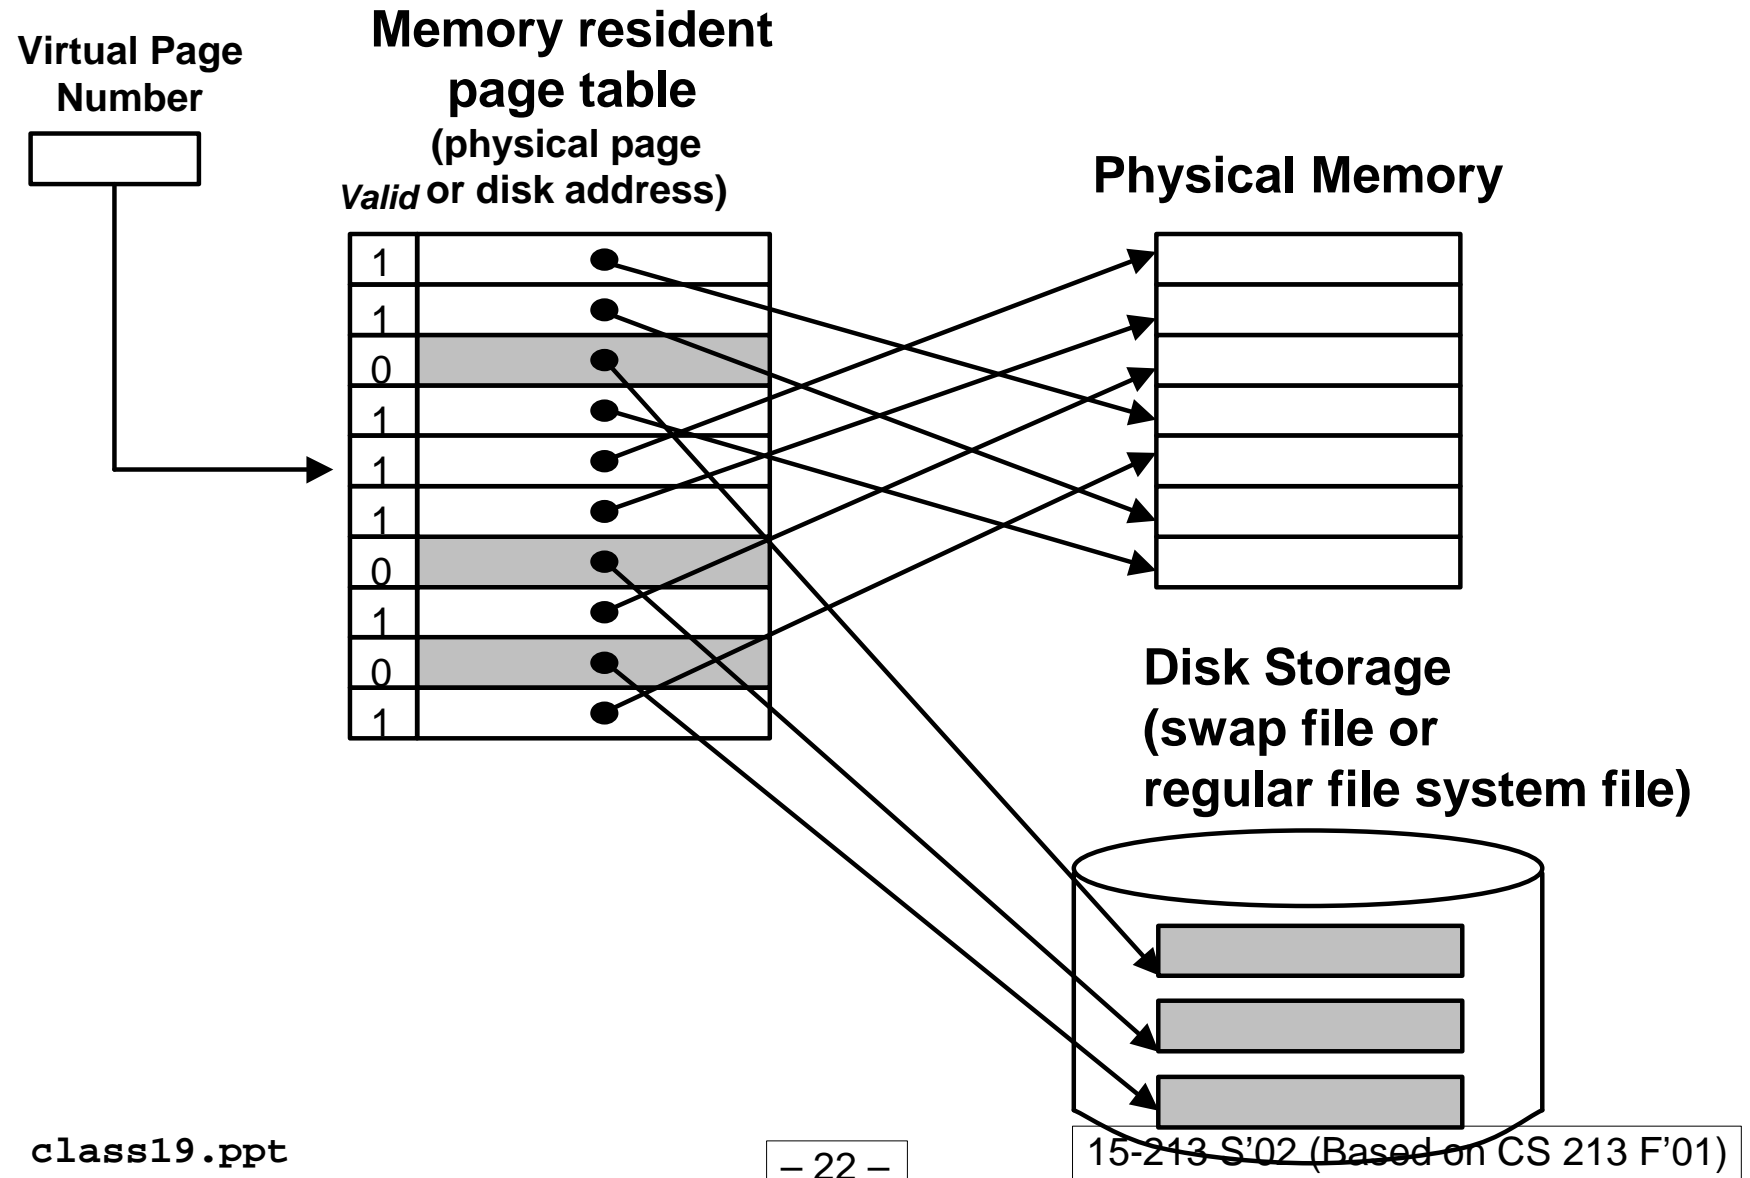 Virtual Page
Number
Memory resident
page table
(physical page
or disk address)
Valid
1
1
0
1
1
1
0
1
0
1
Physical Memory
Disk Storage
(swap file or
regular file system file)
class19.ppt
– 22 –
15-213 S’02 (Based on CS 213 F’01)